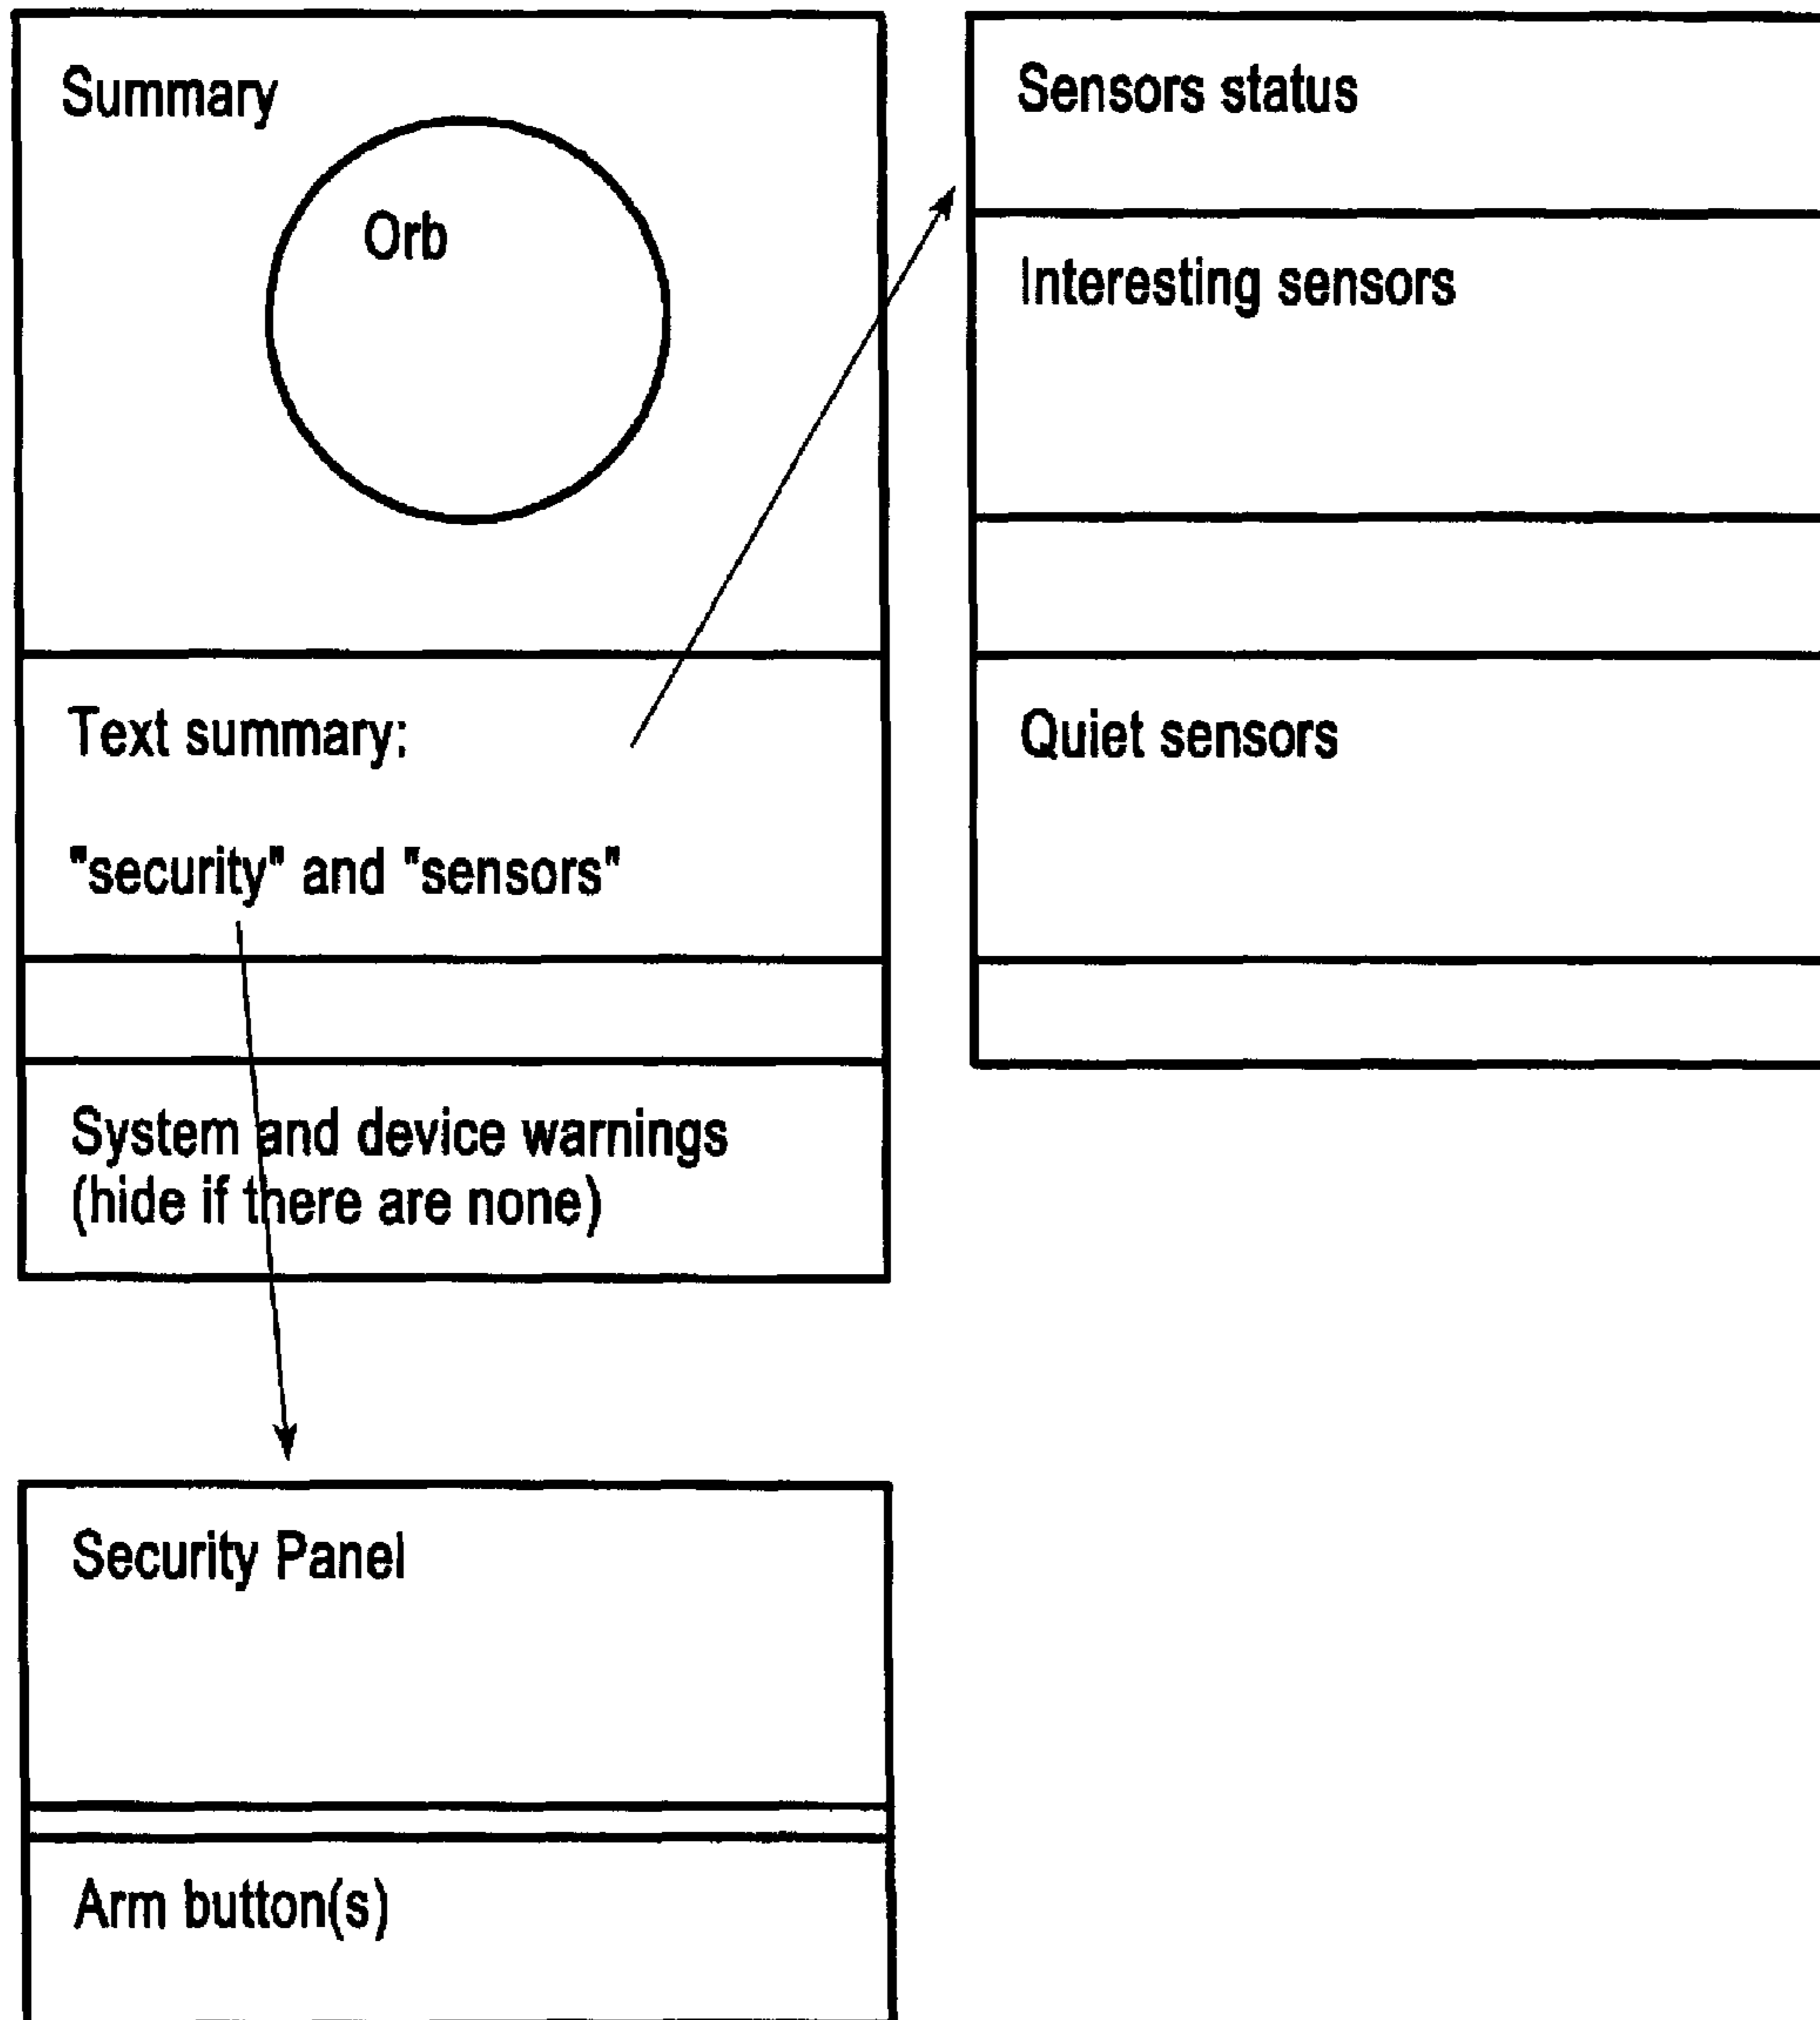 Summary
Orb
Text summary:
"security" and "sensors"
System and device warnings
(hide if there are none)
Sensors status
Interesting sensors
Quiet sensors
Security Panel
Arm button(s)